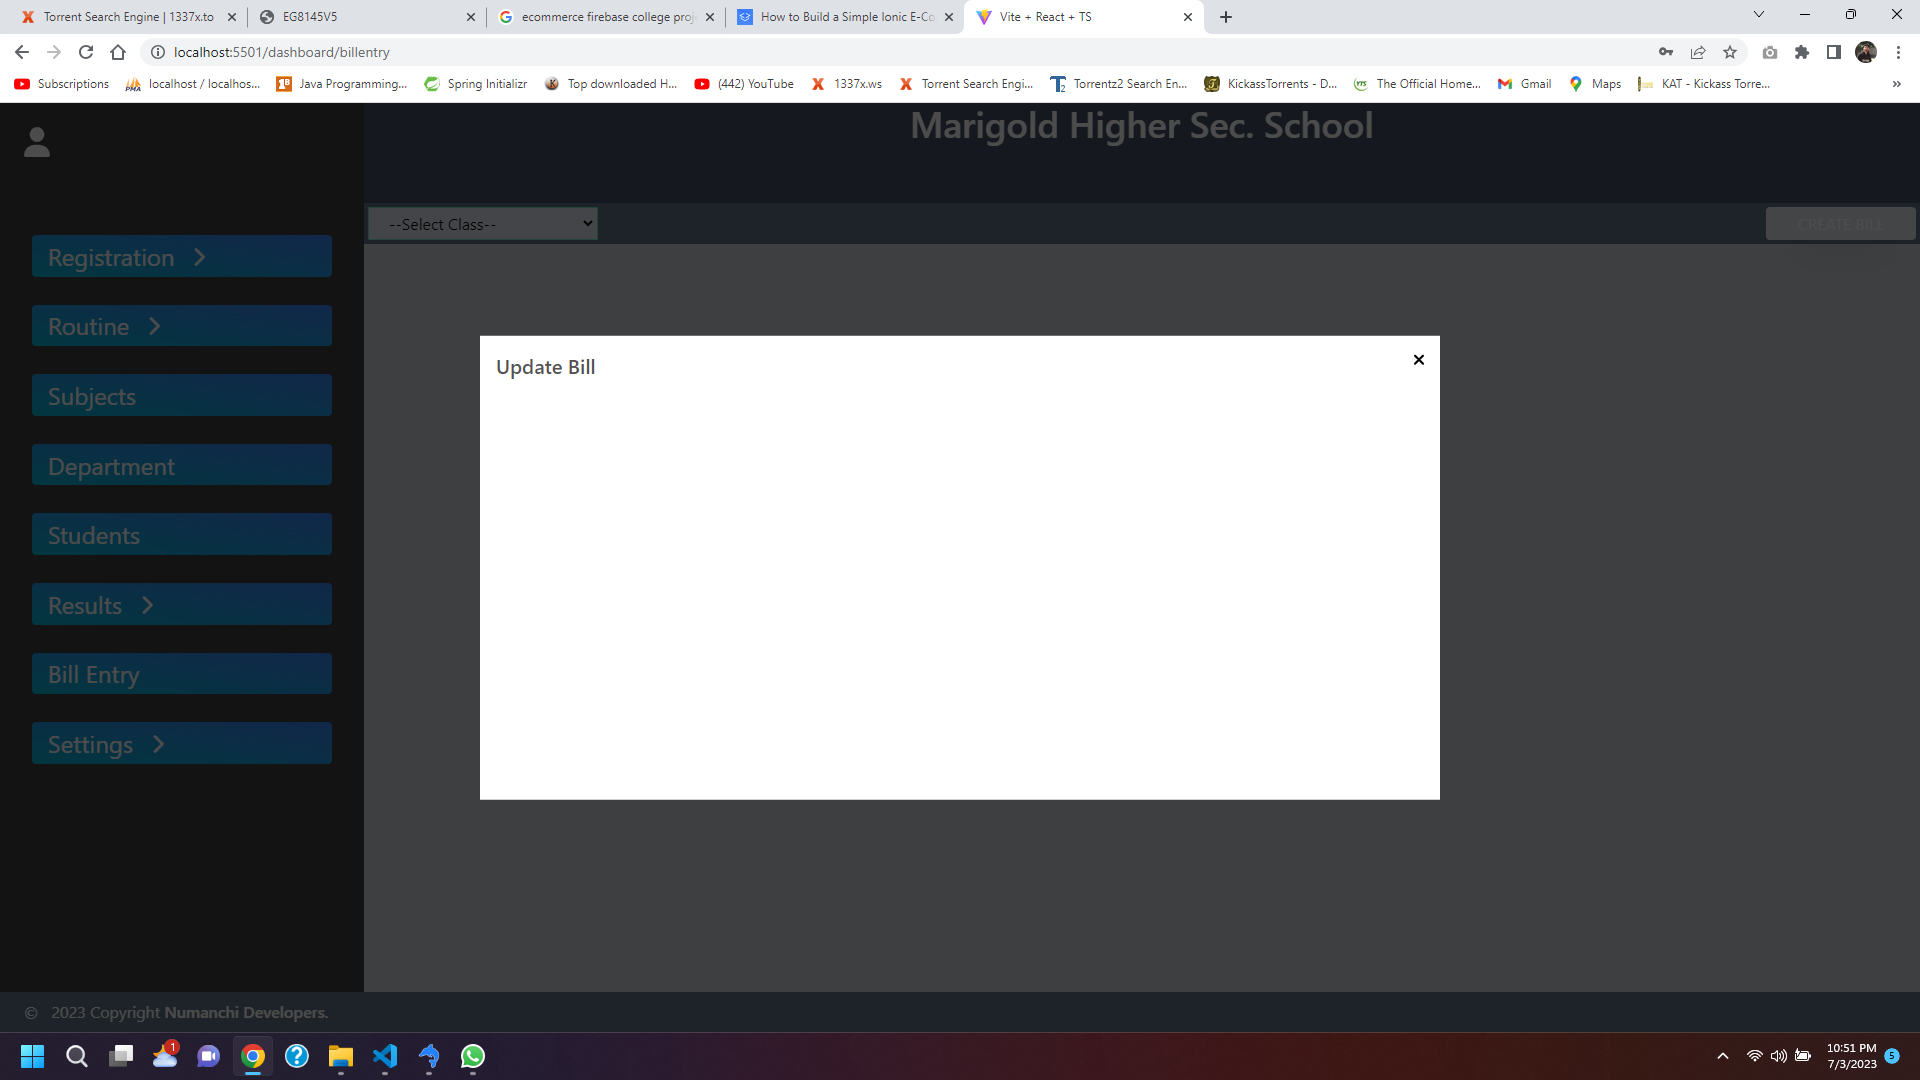 Torrent Search Engine | 1337x.to
EG8145V5
ecommerce firebase college proj
How to Build a Simple Ionic E-Co
Vite + React + TS
localhost:5501/dashboard/billentry
Subscriptions
localhost / localhos...
Java Programming...
Spring Initializr
Top downloaded H...
(442) YouTube
1337x.ws
Torrent Search Engi...
Torrentz2 Search En...
KickassTorrents - D...
The Official Home...
Gmail
Maps
KAT - Kickass Torre...
Marigold Higher Sec. School
--Select Class--
CREATE BILL
Registration
Routine
Subjects
Department
Students
Results
Bill Entry
Settings
Update Bill
© 2023 Copyright Numanchi Developers.
1
10:51 PM
7/3/2023
5